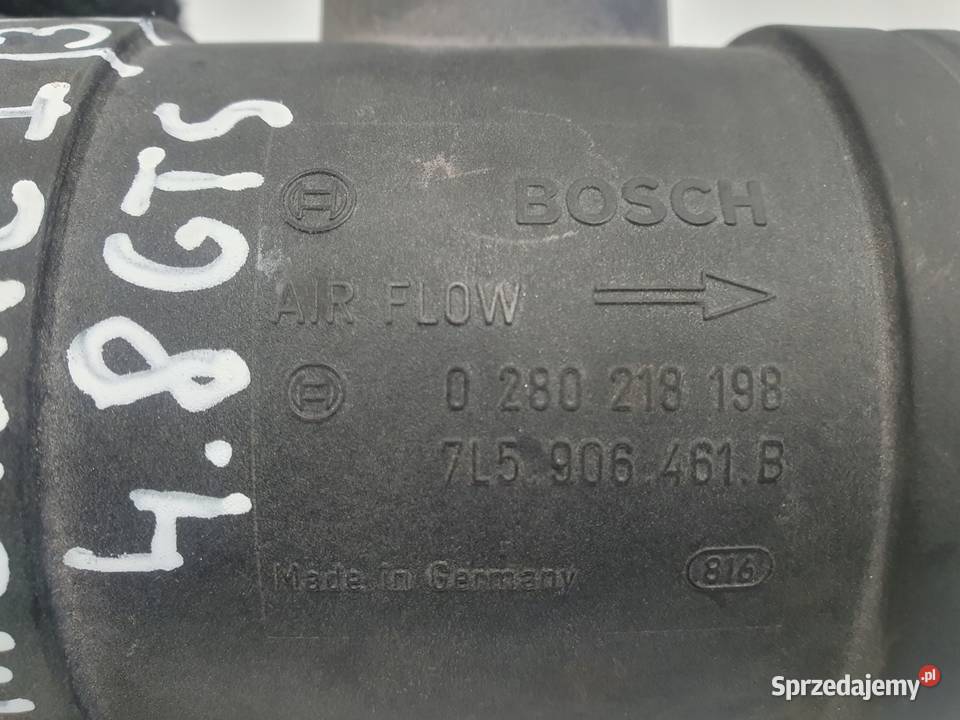 BOSCH
AIR FLOW
0 280 218 198
7L5.906.461.B
Made in Germany
816
4.8GTS
Sprzedajemy.pl